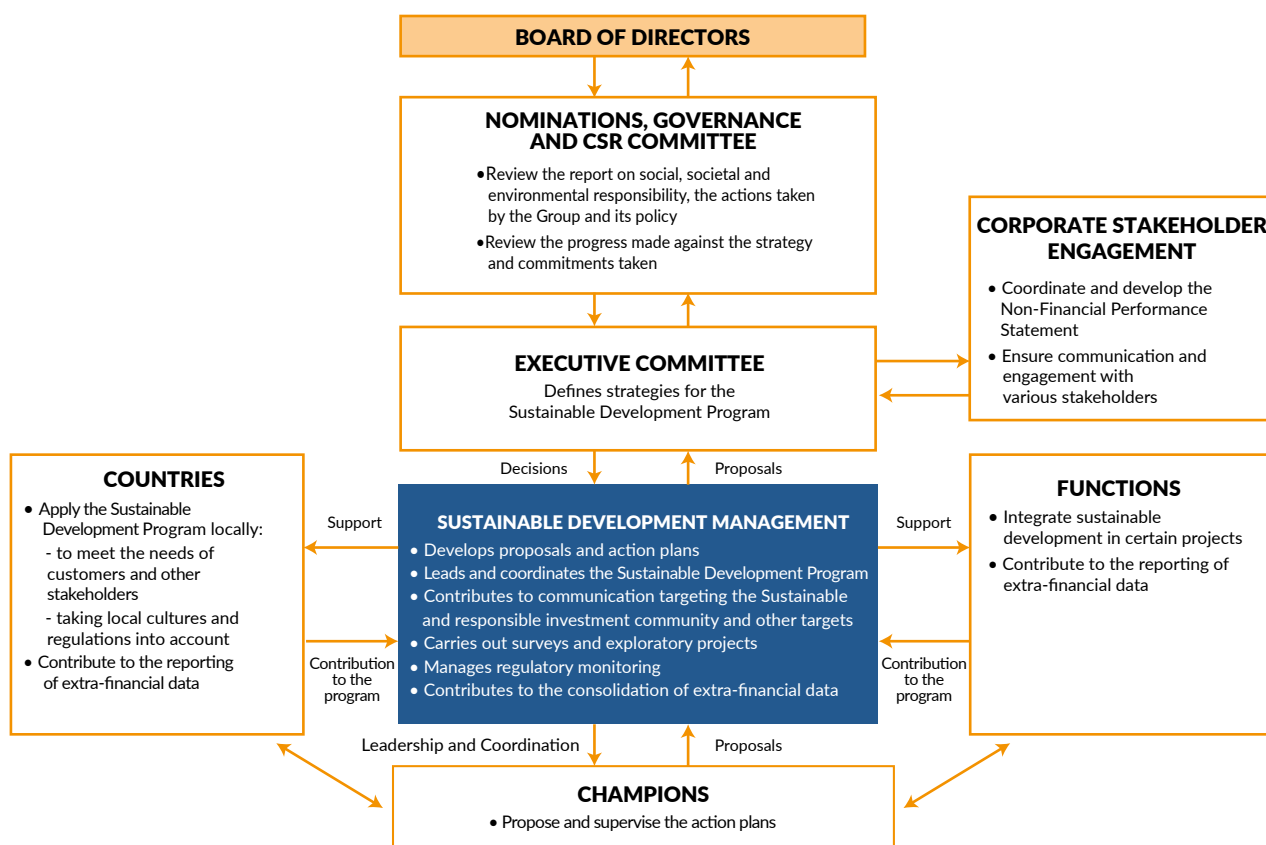 BOARD OF DIRECTORS
NOMINATIONS, GOVERNANCE
AND CSR COMMITTEE
•Review the report on social, societal and
environmental responsibility, the actions taken
by the Group and its policy
•Review the progress made against the strategy
and commitments taken
CORPORATE STAKEHOLDER
ENGAGEMENT
• Coordinate and develop the
Non-Financial Performance
Statement
• Ensure communication and
engagement with
various stakeholders
EXECUTIVE COMMITTEE
Defines strategies for the
Sustainable Development Program
Decisions
Proposals
COUNTRIES
• Apply the Sustainable
Development Program locally:
- to meet the needs of
customers and other
stakeholders
- taking local cultures and
regulations into account
• Contribute to the reporting
of extra-financial data
Support
Contribution
to the
program
SUSTAINABLE DEVELOPMENT MANAGEMENT
• Develops proposals and action plans
• Leads and coordinates the Sustainable Development Program
• Contributes to communication targeting the Sustainable
and responsible investment community and other targets
• Carries out surveys and exploratory projects
• Manages regulatory monitoring
• Contributes to the consolidation of extra-financial data
Support
Contribution
to the
program
FUNCTIONS
• Integrate sustainable
development in certain projects
• Contribute to the reporting of
extra-financial data
Leadership and Coordination
Proposals
CHAMPIONS
• Propose and supervise the action plans